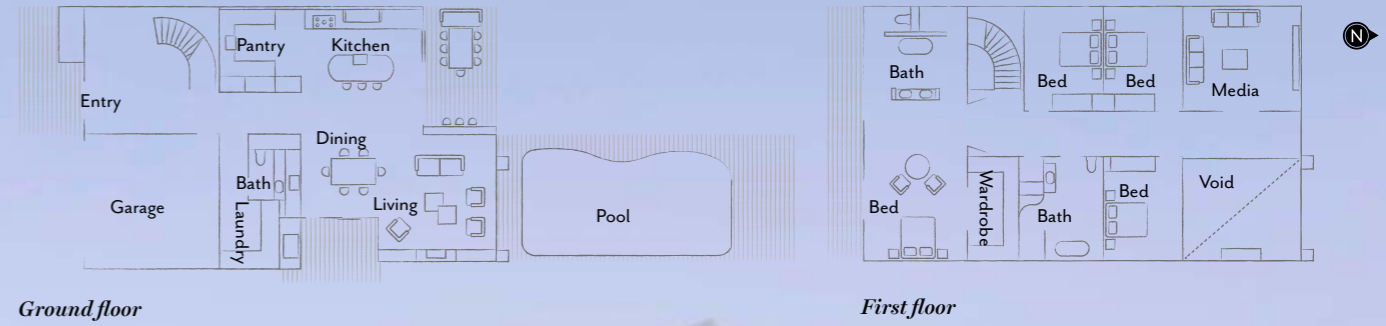 Pantry
Kitchen
Entry
Dining
Bath
Living
Garage
Laundry
Pool
Ground floor
N
Bath
Bed
Bed
Media
Wardrobe
Bed
Void
Bed
Bath
First floor